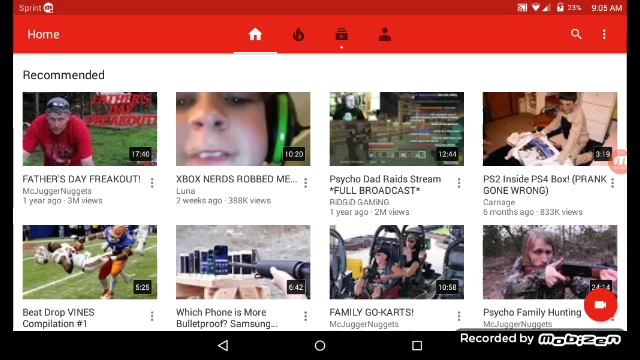 Sprint
23%
9:05 AM
Home
Recommended
FATHER'S DAY FREAKOUT
17:40
10:20
12:44
3:19
FATHER'S DAY FREAKOUT!
McJuggerNuggets
1 year ago · 3M views
XBOX NERDS ROBBED ME...
Luna
2 weeks ago · 388K views
Psycho Dad Raids Stream
*FULL BROADCAST*
RiDGiD GAMiNG
1 year ago · 2M views
PS2 Inside PS4 Box! (PRANK
GONE WRONG)
Carnage
6 months ago · 833K views
5:25
6:42
10:58
24:14
Beat Drop VINES
Compilation #1
Which Phone is More
Bulletproof? Samsung...
FAMILY GO-KARTS!
McJuggerNuggets
Psycho Family Hunting
McJuggerNuggets
Recorded by Mobizen